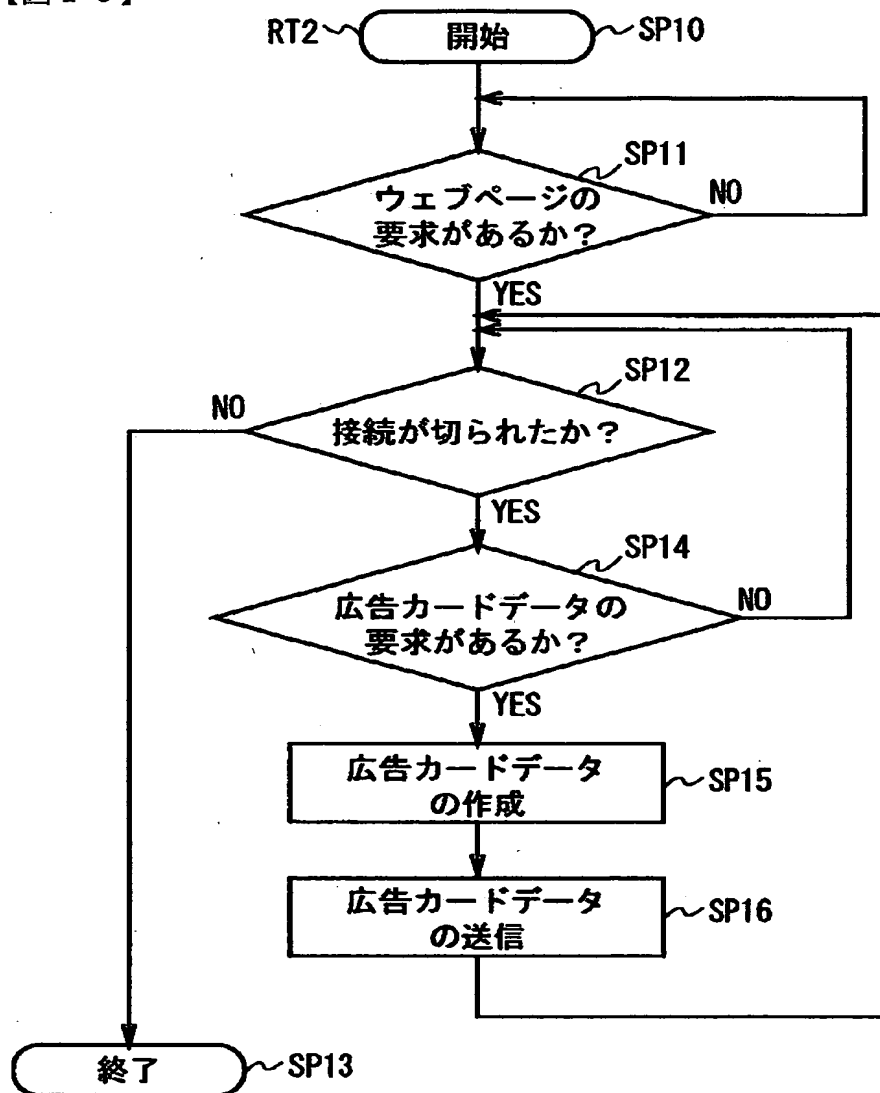 RT2
開始
SP10
SP11
ウェブページの
要求があるか?
NO
YES
SP12
NO
接続が切られたか?
YES
SP14
広告カードデータの
要求があるか?
NO
YES
広告カードデータ
の作成
SP15
広告カードデータ
の送信
SP16
終了
SP13